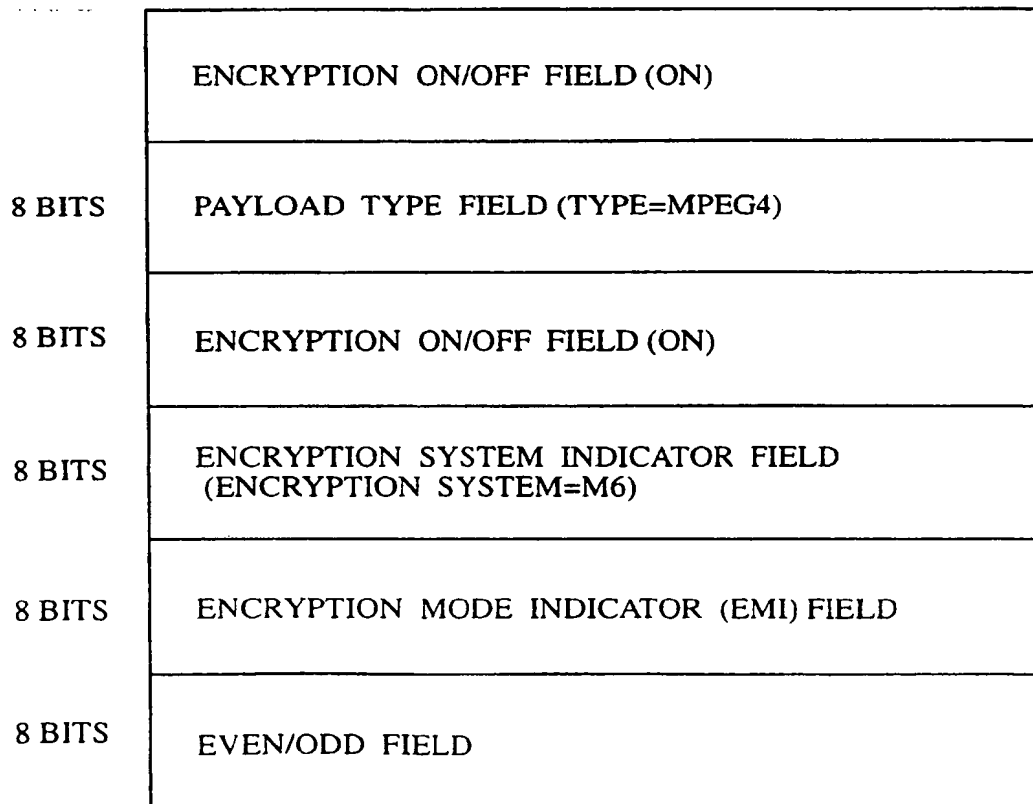 ENCRYPTION ON/OFF FIELD (ON)
8 BITS PAYLOAD TYPE FIELD (TYPE=MPEG4)
8 BITS ENCRYPTION ON/OFF FIELD (ON)
8 BITS ENCRYPTION SYSTEM INDICATOR FIELD
(ENCRYPTION SYSTEM=M6)
8 BITS ENCRYPTION MODE INDICATOR (EMI) FIELD
8 BITS EVEN/ODD FIELD